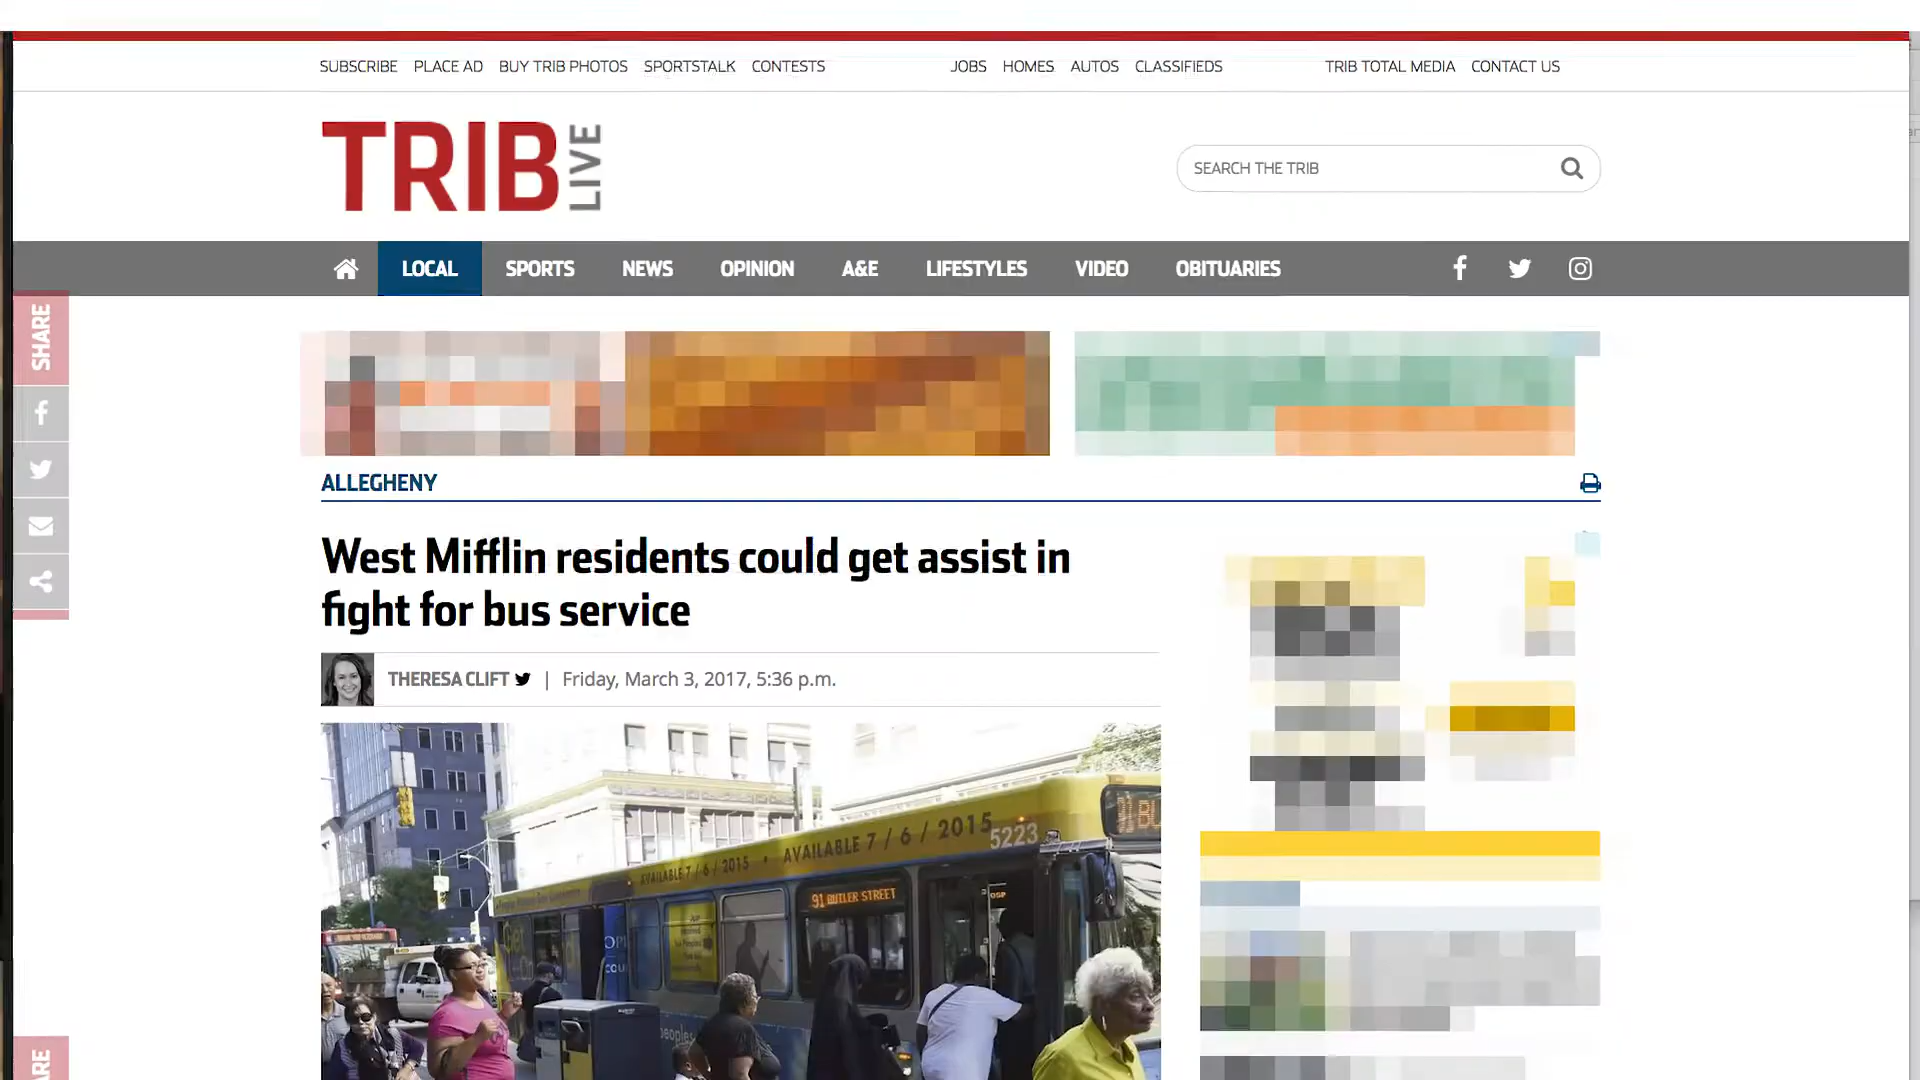 SUBSCRIBE PLACE AD BUY TRIB PHOTOS SPORTSTALK CONTESTS JOBS HOMES AUTOS CLASSIFIEDS TRIB TOTAL MEDIA CONTACT US
TRIB LIVE
SEARCH THE TRIB
LOCAL SPORTS NEWS OPINION A&E LIFESTYLES VIDEO OBITUARIES
SHARE
ALLEGHENY
West Mifflin residents could get assist in
fight for bus service
THERESA CLIFT | Friday, March 3, 2017, 5:36 p.m.
AVAILABLE 7/6/2015 • AVAILABLE 7/6/2015 5223
91 BUTLER STREET
peoples